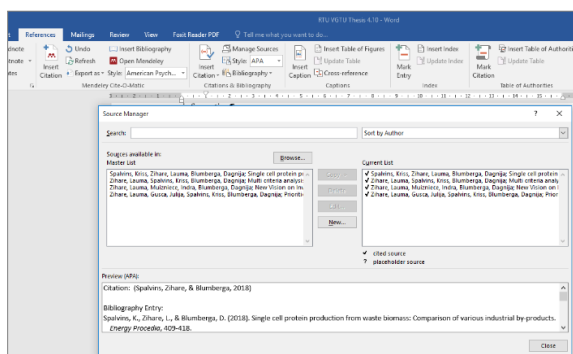 RTU VGTU Thesis 4.10 - Word
References Mailings Review View Foxit Reader PDF Tell me what you want to do...
Insert Citation
Undo
Refresh
Export as
Insert Bibliography
Open Mendeley
Style: American Psych...
Mendeley Cite-O-Matic
Insert Citation
Manage Sources
Style: APA
Bibliography
Citations & Bibliography
Insert Caption
Insert Table of Figures
Update Table
Cross-reference
Captions
Mark Entry
Insert Index
Update Index
Index
Mark Citation
Insert Table of Authoriti
Update Table
Table of Authorities
Source Manager
Search:
Sort by Author
Sources available in:
Master List
Browse...
Current List
Spalvins, Kriss, Zihare, Lauma, Blumberga, Dagnija; Single cell protein
Zihare, Lauma, Spalvins, Kriss, Blumberga, Dagnija; Multi criteria analysi
Zihare, Lauma, Muizniece, Indra, Blumberga, Dagnija; New Vision on
Zihare, Lauma, Gusca, Julija, Spalvins, Kriss, Blumberga, Dagnija;
Copy
Delete
Edit...
New...
✓ Spalvins, Kriss, Zihare, Lauma, Blumberga, Dagnija; Single cell protein
✓ Zihare, Lauma, Spalvins, Kriss, Blumberga, Dagnija; Multi criteria
✓ Zihare, Lauma, Muizniece, Indra, Blumberga, Dagnija; New Vision on
✓ Zihare, Lauma, Gusca, Julija, Spalvins, Kriss, Blumberga, Dagnija;
✓ cited source
? placeholder source
Preview (APA):
Citation: (Spalvins, Zihare, & Blumberga, 2018)
Bibliography Entry:
Spalvins, K., Zihare, L., & Blumberga, D. (2018). Single cell protein production from waste biomass: Comparison of various industrial by-products.
Energy Procedia, 409-418.
Close